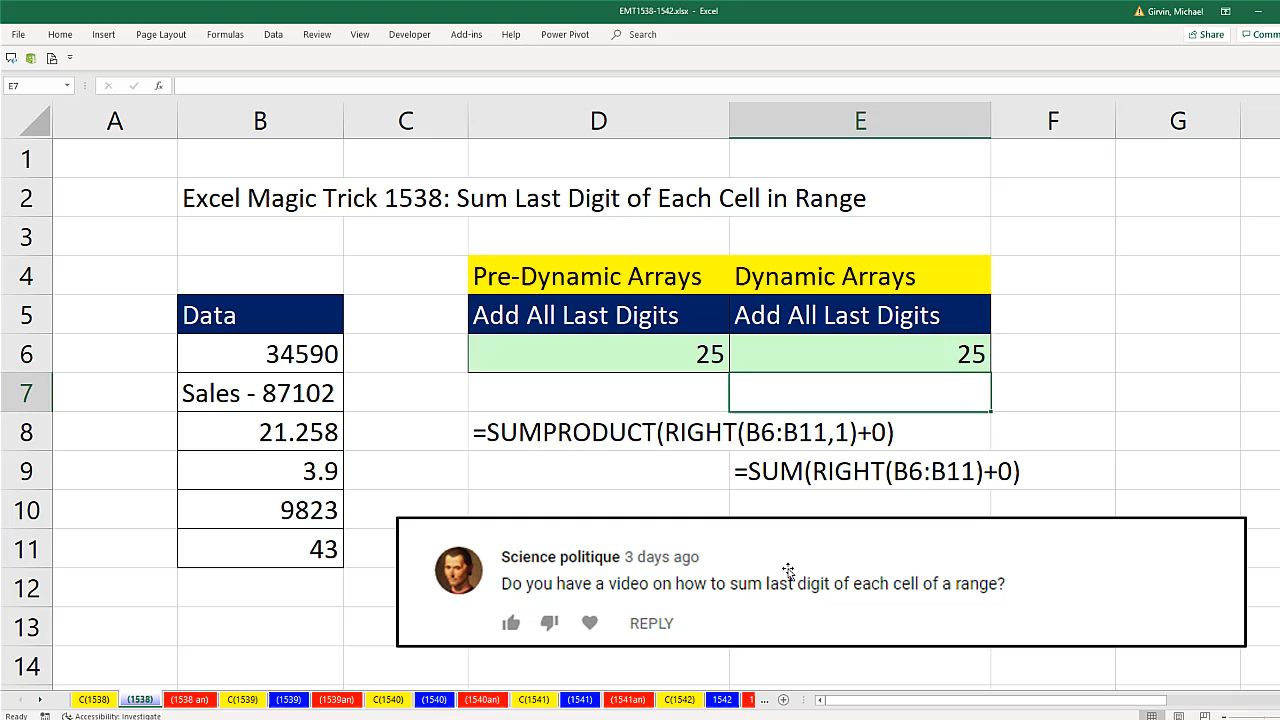 EMT1538-1542.xlsx - Excel
Girvin, Michael
File Home Insert Page Layout Formulas Data Review View Developer Add-ins Help Power Pivot Search Share Comm
E7 fx
A B C D E F G
1
2 Excel Magic Trick 1538: Sum Last Digit of Each Cell in Range
3
4 Pre-Dynamic Arrays Dynamic Arrays
5 Data Add All Last Digits Add All Last Digits
6 34590 25 25
7 Sales - 87102
8 21.258 =SUMPRODUCT(RIGHT(B6:B11,1)+0)
9 3.9 =SUM(RIGHT(B6:B11)+0)
10 9823
11 43
12
13
14
Science politique 3 days ago
Do you have a video on how to sum last digit of each cell of a range?
REPLY
C(1538) (1538) (1538 an) C(1539) (1539) (1539an) C(1540) (1540) (1540an) C(1541) (1541) (1541an) C(1542) 1542 1 ...
Ready Accessibility: Investigate